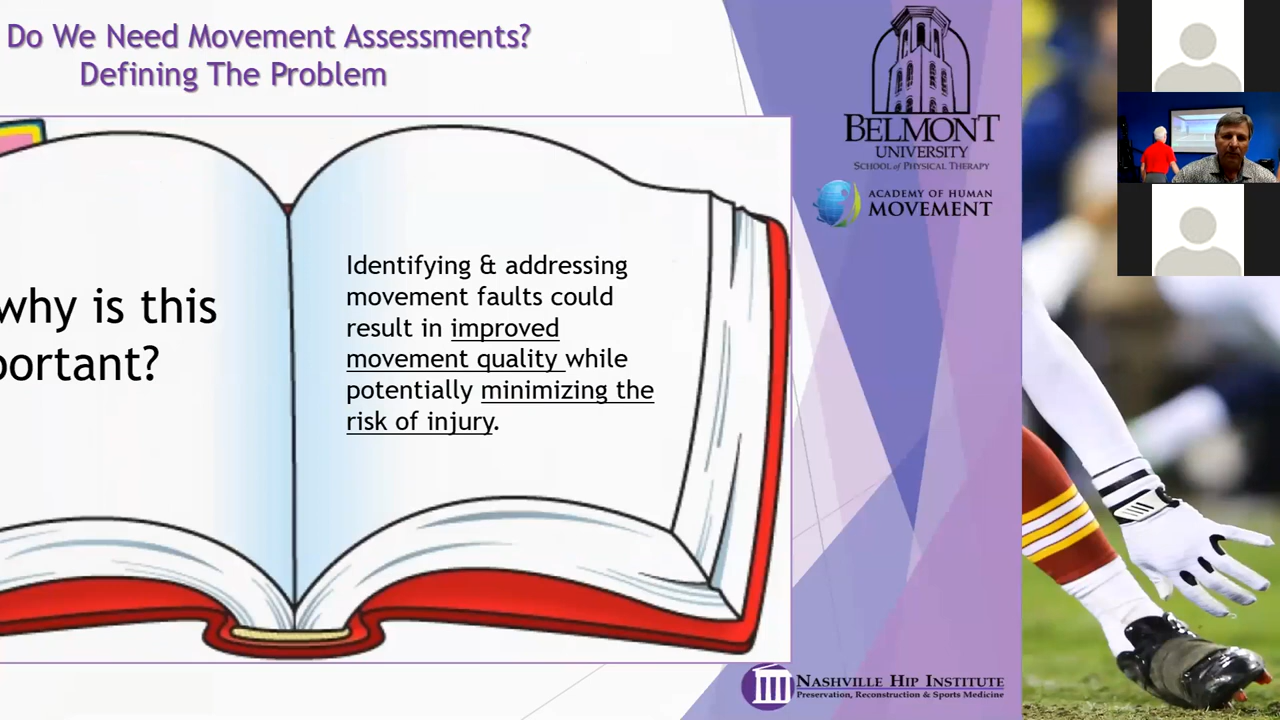 Do We Need Movement Assessments?
Defining The Problem
BELMONT
UNIVERSITY
SCHOOL of PHYSICAL THERAPY
ACADEMY OF HUMAN
MOVEMENT
why is this
portant?
Identifying & addressing
movement faults could
result in improved
movement quality while
potentially minimizing the
risk of injury.
NASHVILLE HIP INSTITUTE
Preservation, Reconstruction & Sports Medicine